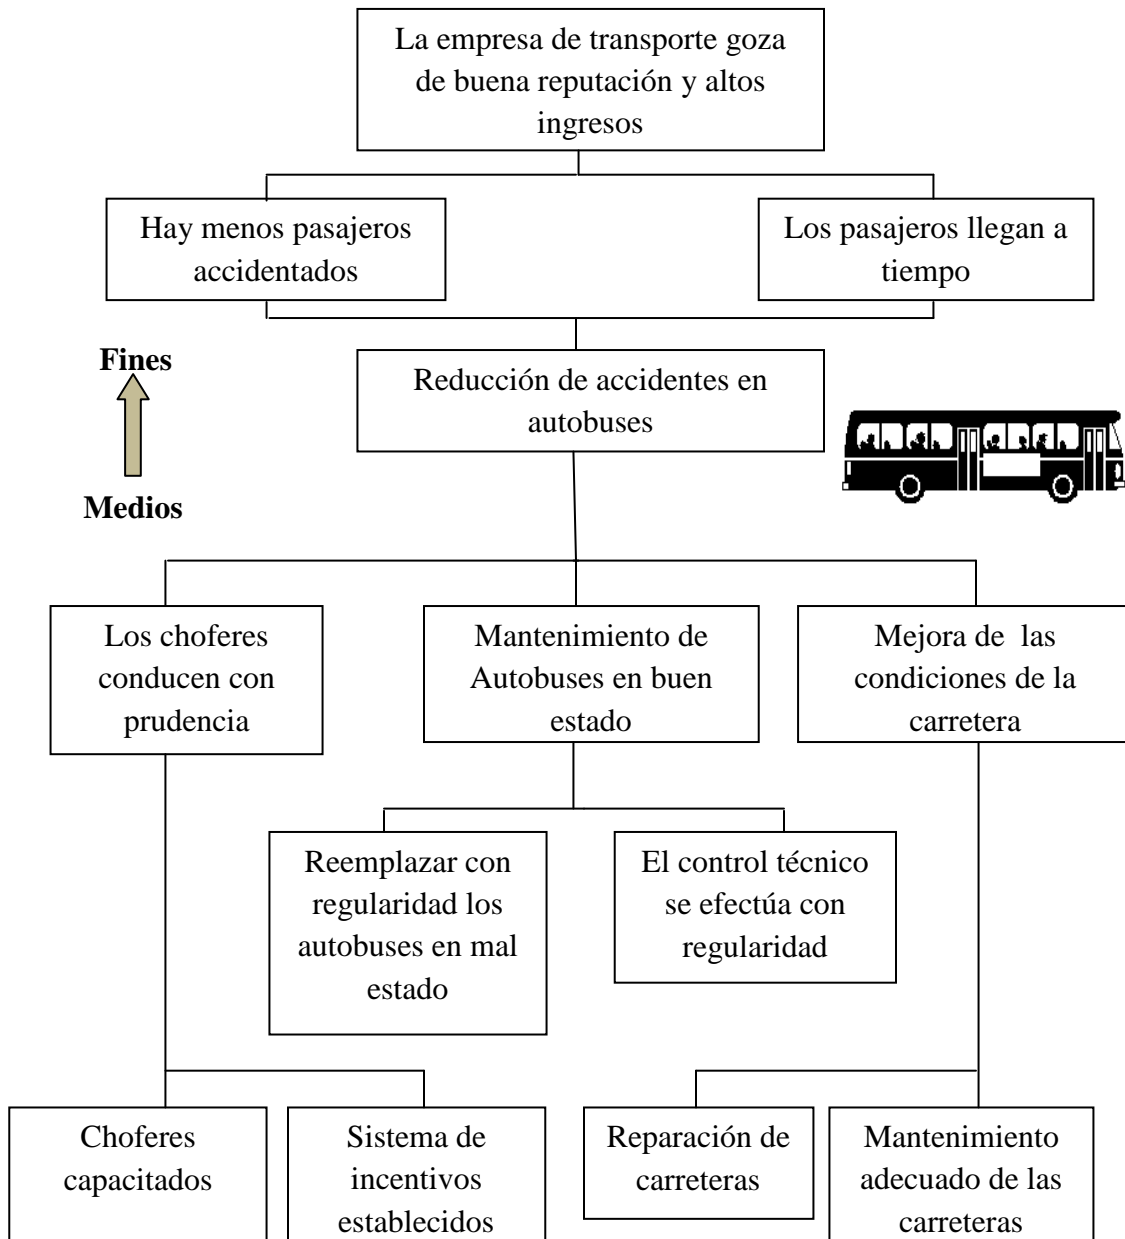 La empresa de transporte goza
de buena reputación y altos
ingresos
Hay menos pasajeros
accidentados
Los pasajeros llegan a
tiempo
Fines
Reducción de accidentes en
autobuses
Medios
Los choferes
conducen con
prudencia
Mantenimiento de
Autobuses en buen
estado
Mejora de  las
condiciones de la
carretera
Reemplazar con
regularidad los
autobuses en mal
estado
El control técnico
se efectúa con
regularidad
Choferes
capacitados
Sistema de
incentivos
establecidos
Reparación de
carreteras
Mantenimiento
adecuado de las
carreteras